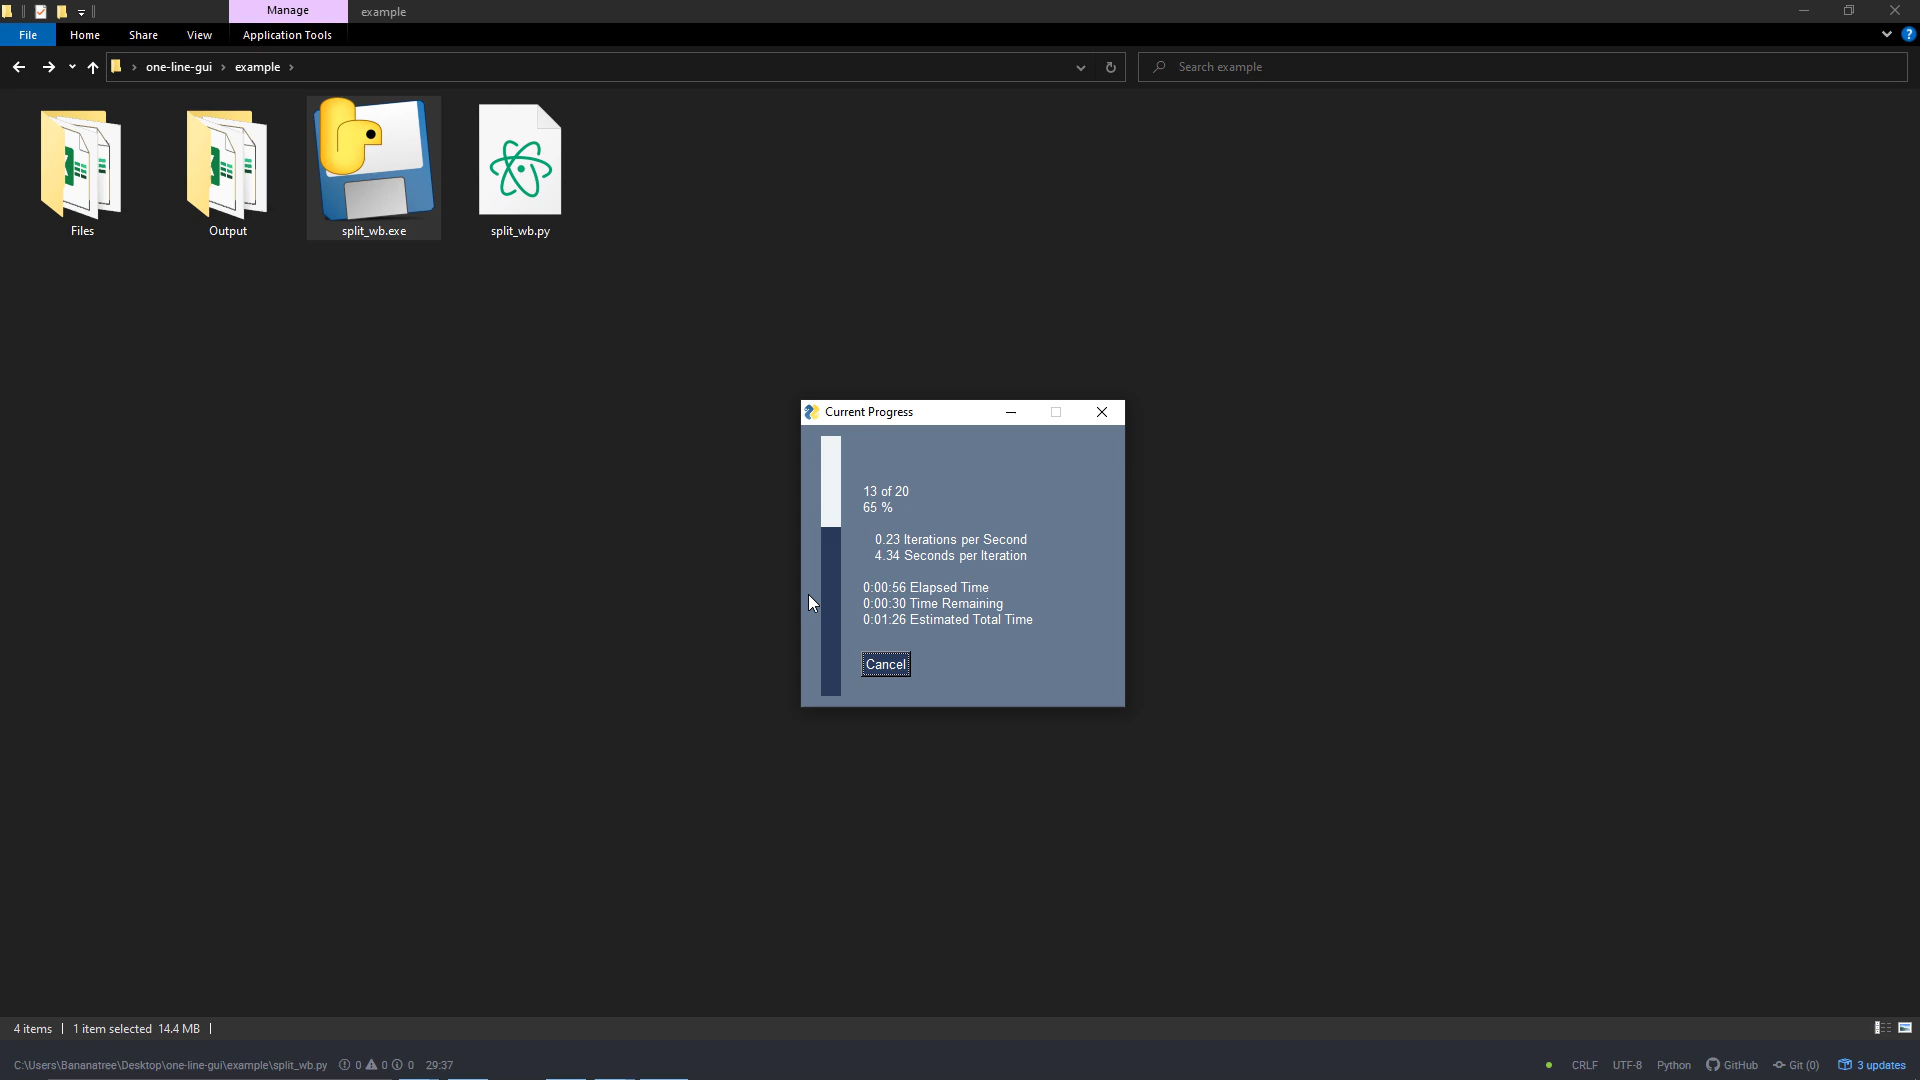 Manage
example
File
Home
Share
View
Application Tools
one-line-gui
example
Search example
Files
Output
split_wb.exe
split_wb.py
Current Progress
13 of 20
65 %
0.23 Iterations per Second
4.34 Seconds per Iteration
0:00:56 Elapsed Time
0:00:30 Time Remaining
0:01:26 Estimated Total Time
Cancel
4 items
1 item selected 14.4 MB
C:\Users\Bananatree\Desktop\one-line-gui\example\split_wb.py 0 0 0 29:37
CRLF UTF-8 Python GitHub Git (0) 3 updates